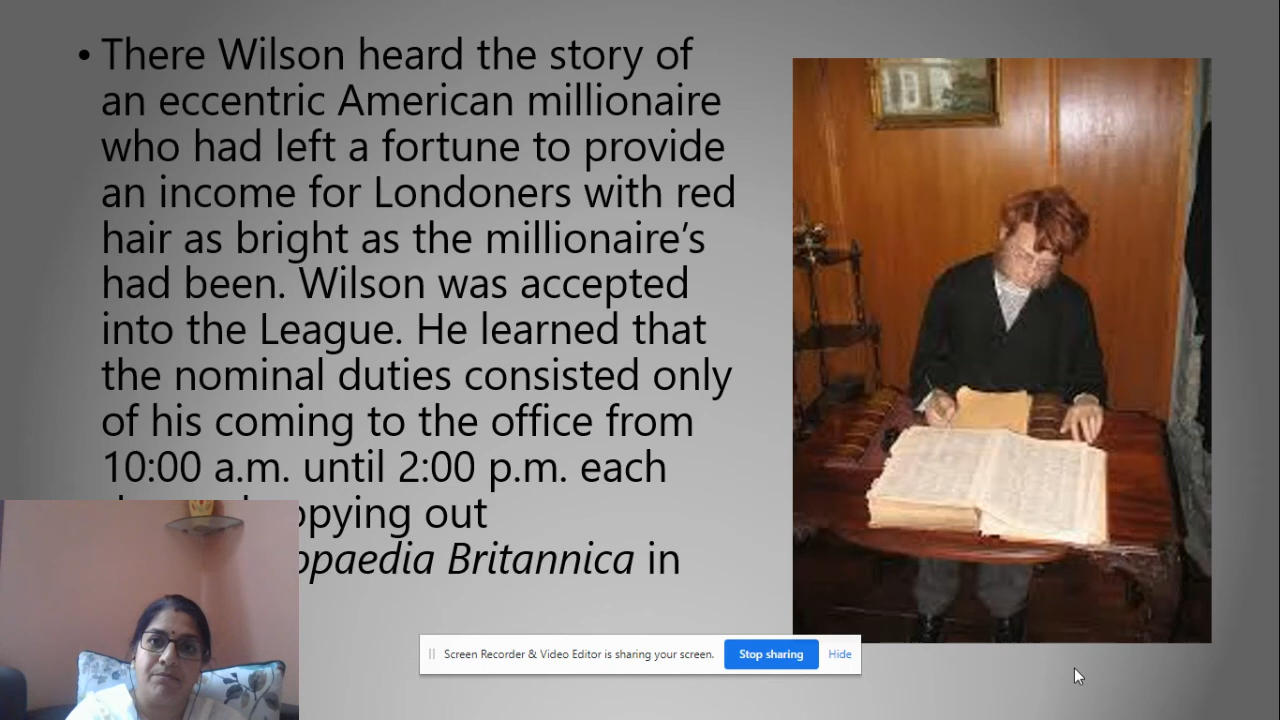 • There Wilson heard the story of
an eccentric American millionaire
who had left a fortune to provide
an income for Londoners with red
hair as bright as the millionaire’s
had been. Wilson was accepted
into the League. He learned that
the nominal duties consisted only
of his coming to the office from
10:00 a.m. until 2:00 p.m. each
opying out
opaedia Britannica in
Screen Recorder & Video Editor is sharing your screen. Stop sharing Hide